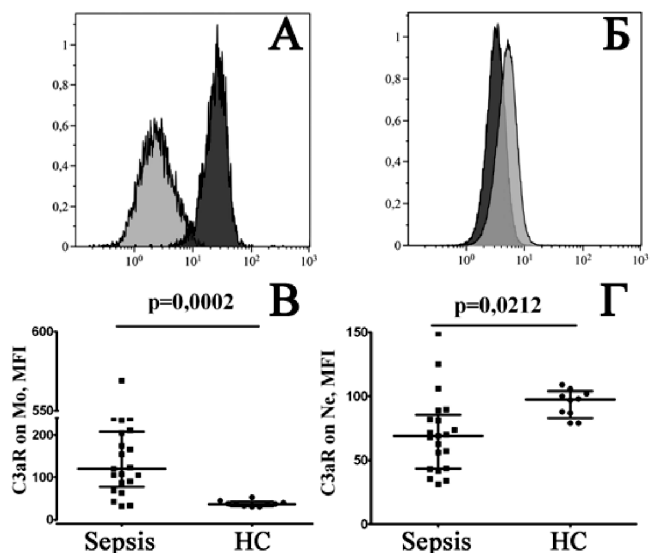 А
1
0,8
0,6
0,4
0,2
0
10⁰
10¹
10²
10³
Б
1
0,8
0,6
0,4
0,2
0
10⁰
10¹
10²
10³
В
p=0,0002
C3aR on Mo, MFI
600
550
200
100
0
Sepsis
HC
Г
p=0,0212
C3aR on Ne, MFI
150
100
50
0
Sepsis
HC